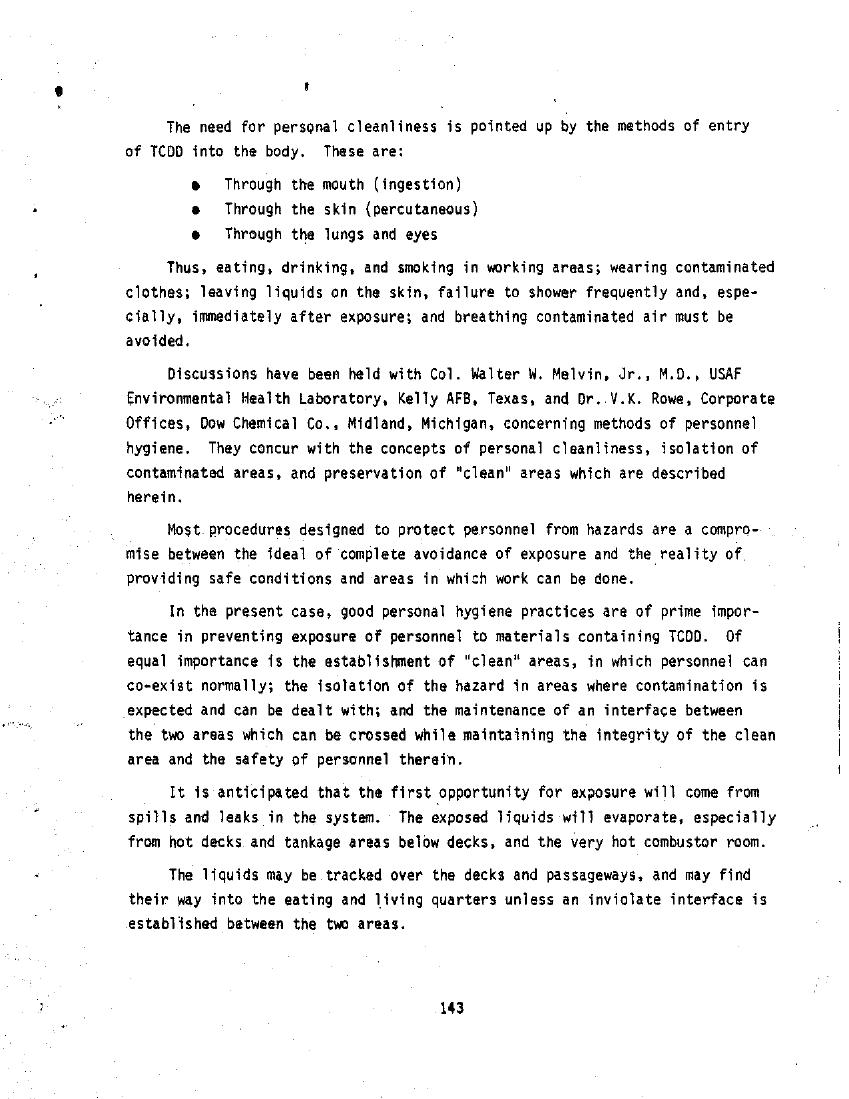 The need for personal cleanliness is pointed up by the methods of entry
of TCDD into the body. These are:
● Through the mouth (ingestion)
● Through the skin (percutaneous)
● Through the lungs and eyes
Thus, eating, drinking, and smoking in working areas; wearing contaminated
clothes; leaving liquids on the skin, failure to shower frequently and, espe-
cially, immediately after exposure; and breathing contaminated air must be
avoided.
Discussions have been held with Col. Walter W. Melvin, Jr., M.D., USAF
Environmental Health Laboratory, Kelly AFB, Texas, and Dr. V.K. Rowe, Corporate
Offices, Dow Chemical Co., Midland, Michigan, concerning methods of personnel
hygiene. They concur with the concepts of personal cleanliness, isolation of
contaminated areas, and preservation of "clean" areas which are described
herein.
Most procedures designed to protect personnel from hazards are a compro-
mise between the ideal of complete avoidance of exposure and the reality of
providing safe conditions and areas in which work can be done.
In the present case, good personal hygiene practices are of prime impor-
tance in preventing exposure of personnel to materials containing TCDD. Of
equal importance is the establishment of "clean" areas, in which personnel can
co-exist normally; the isolation of the hazard in areas where contamination is
expected and can be dealt with; and the maintenance of an interface between
the two areas which can be crossed while maintaining the integrity of the clean
area and the safety of personnel therein.
It is anticipated that the first opportunity for exposure will come from
spills and leaks in the system. The exposed liquids will evaporate, especially
from hot decks and tankage areas below decks, and the very hot combustor room.
The liquids may be tracked over the decks and passageways, and may find
their way into the eating and living quarters unless an inviolate interface is
established between the two areas.
143